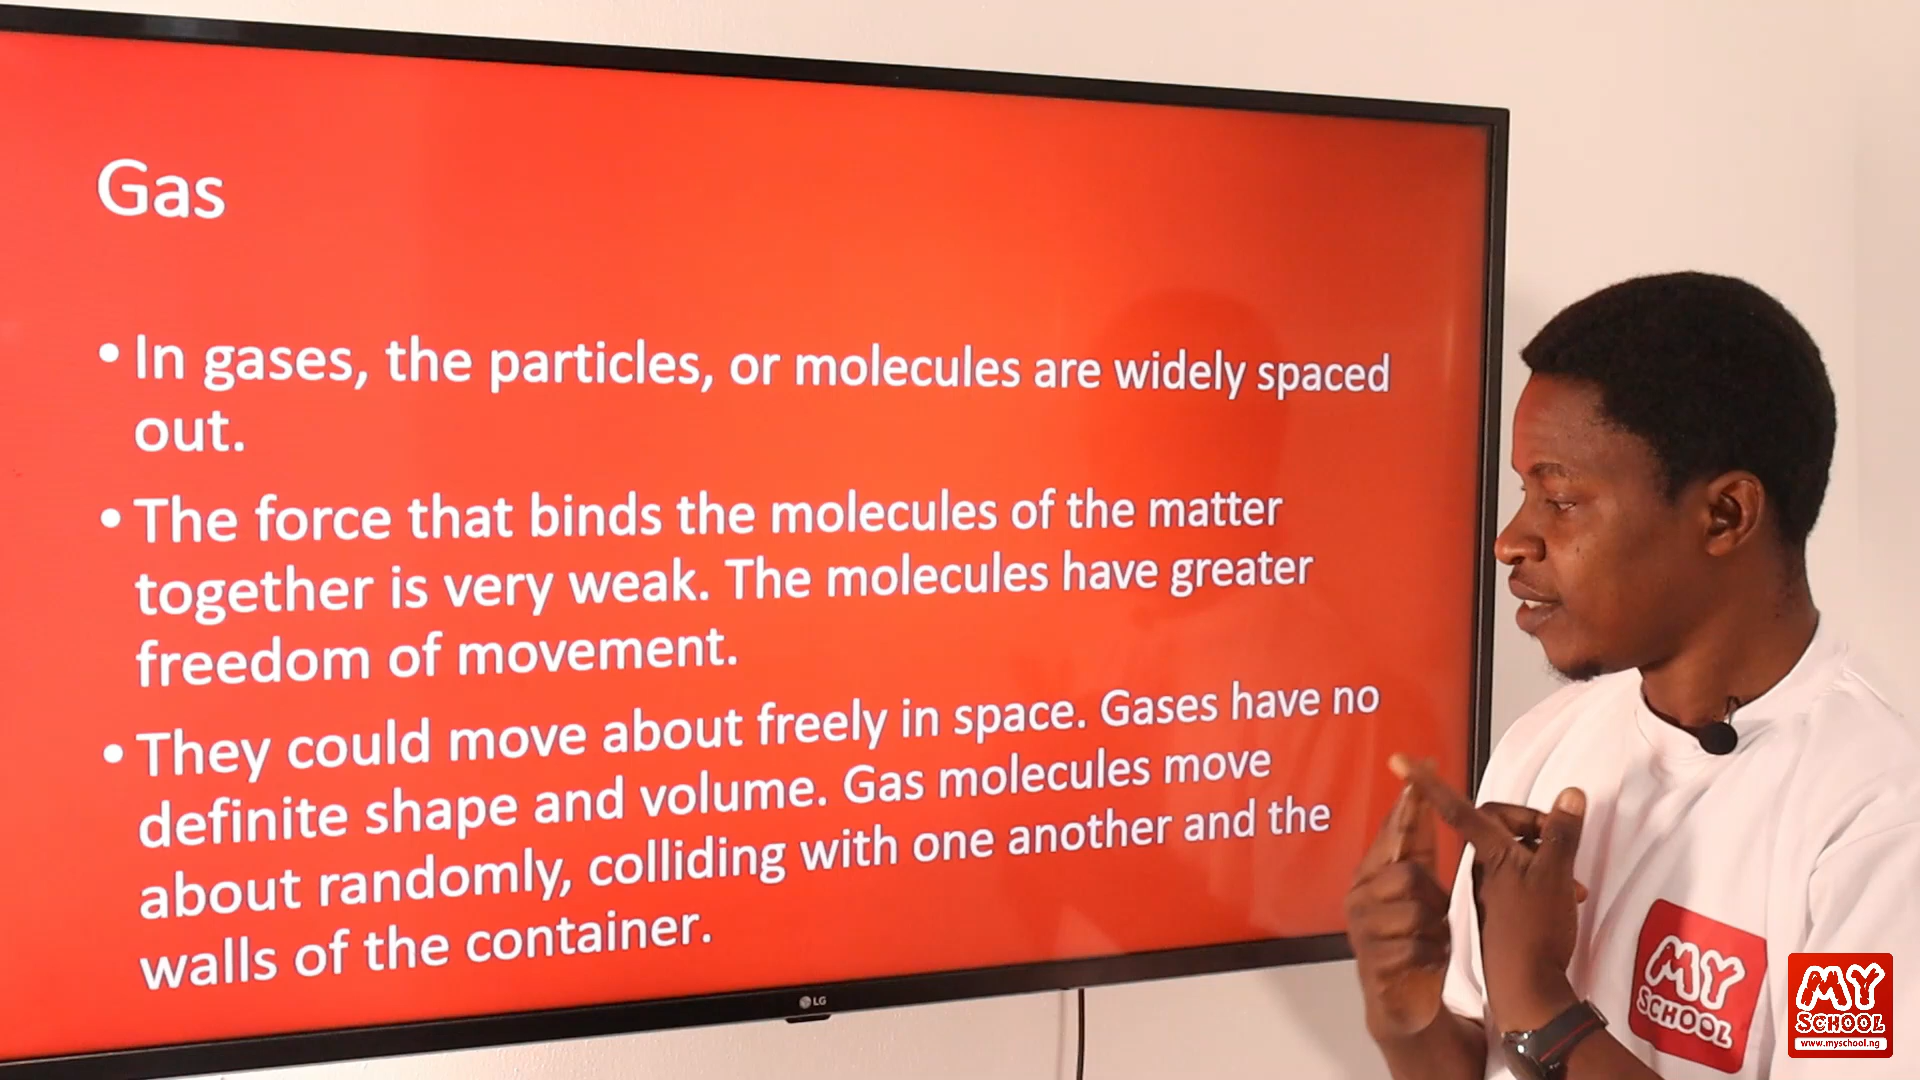 Gas
• In gases, the particles, or molecules are widely spaced
out.
• The force that binds the molecules of the matter
together is very weak. The molecules have greater
freedom of movement.
• They could move about freely in space. Gases have no
definite shape and volume. Gas molecules move
about randomly, colliding with one another and the
walls of the container.
LG
MY
SCHOOL
MY
SCHOOL
www.myschool.ng